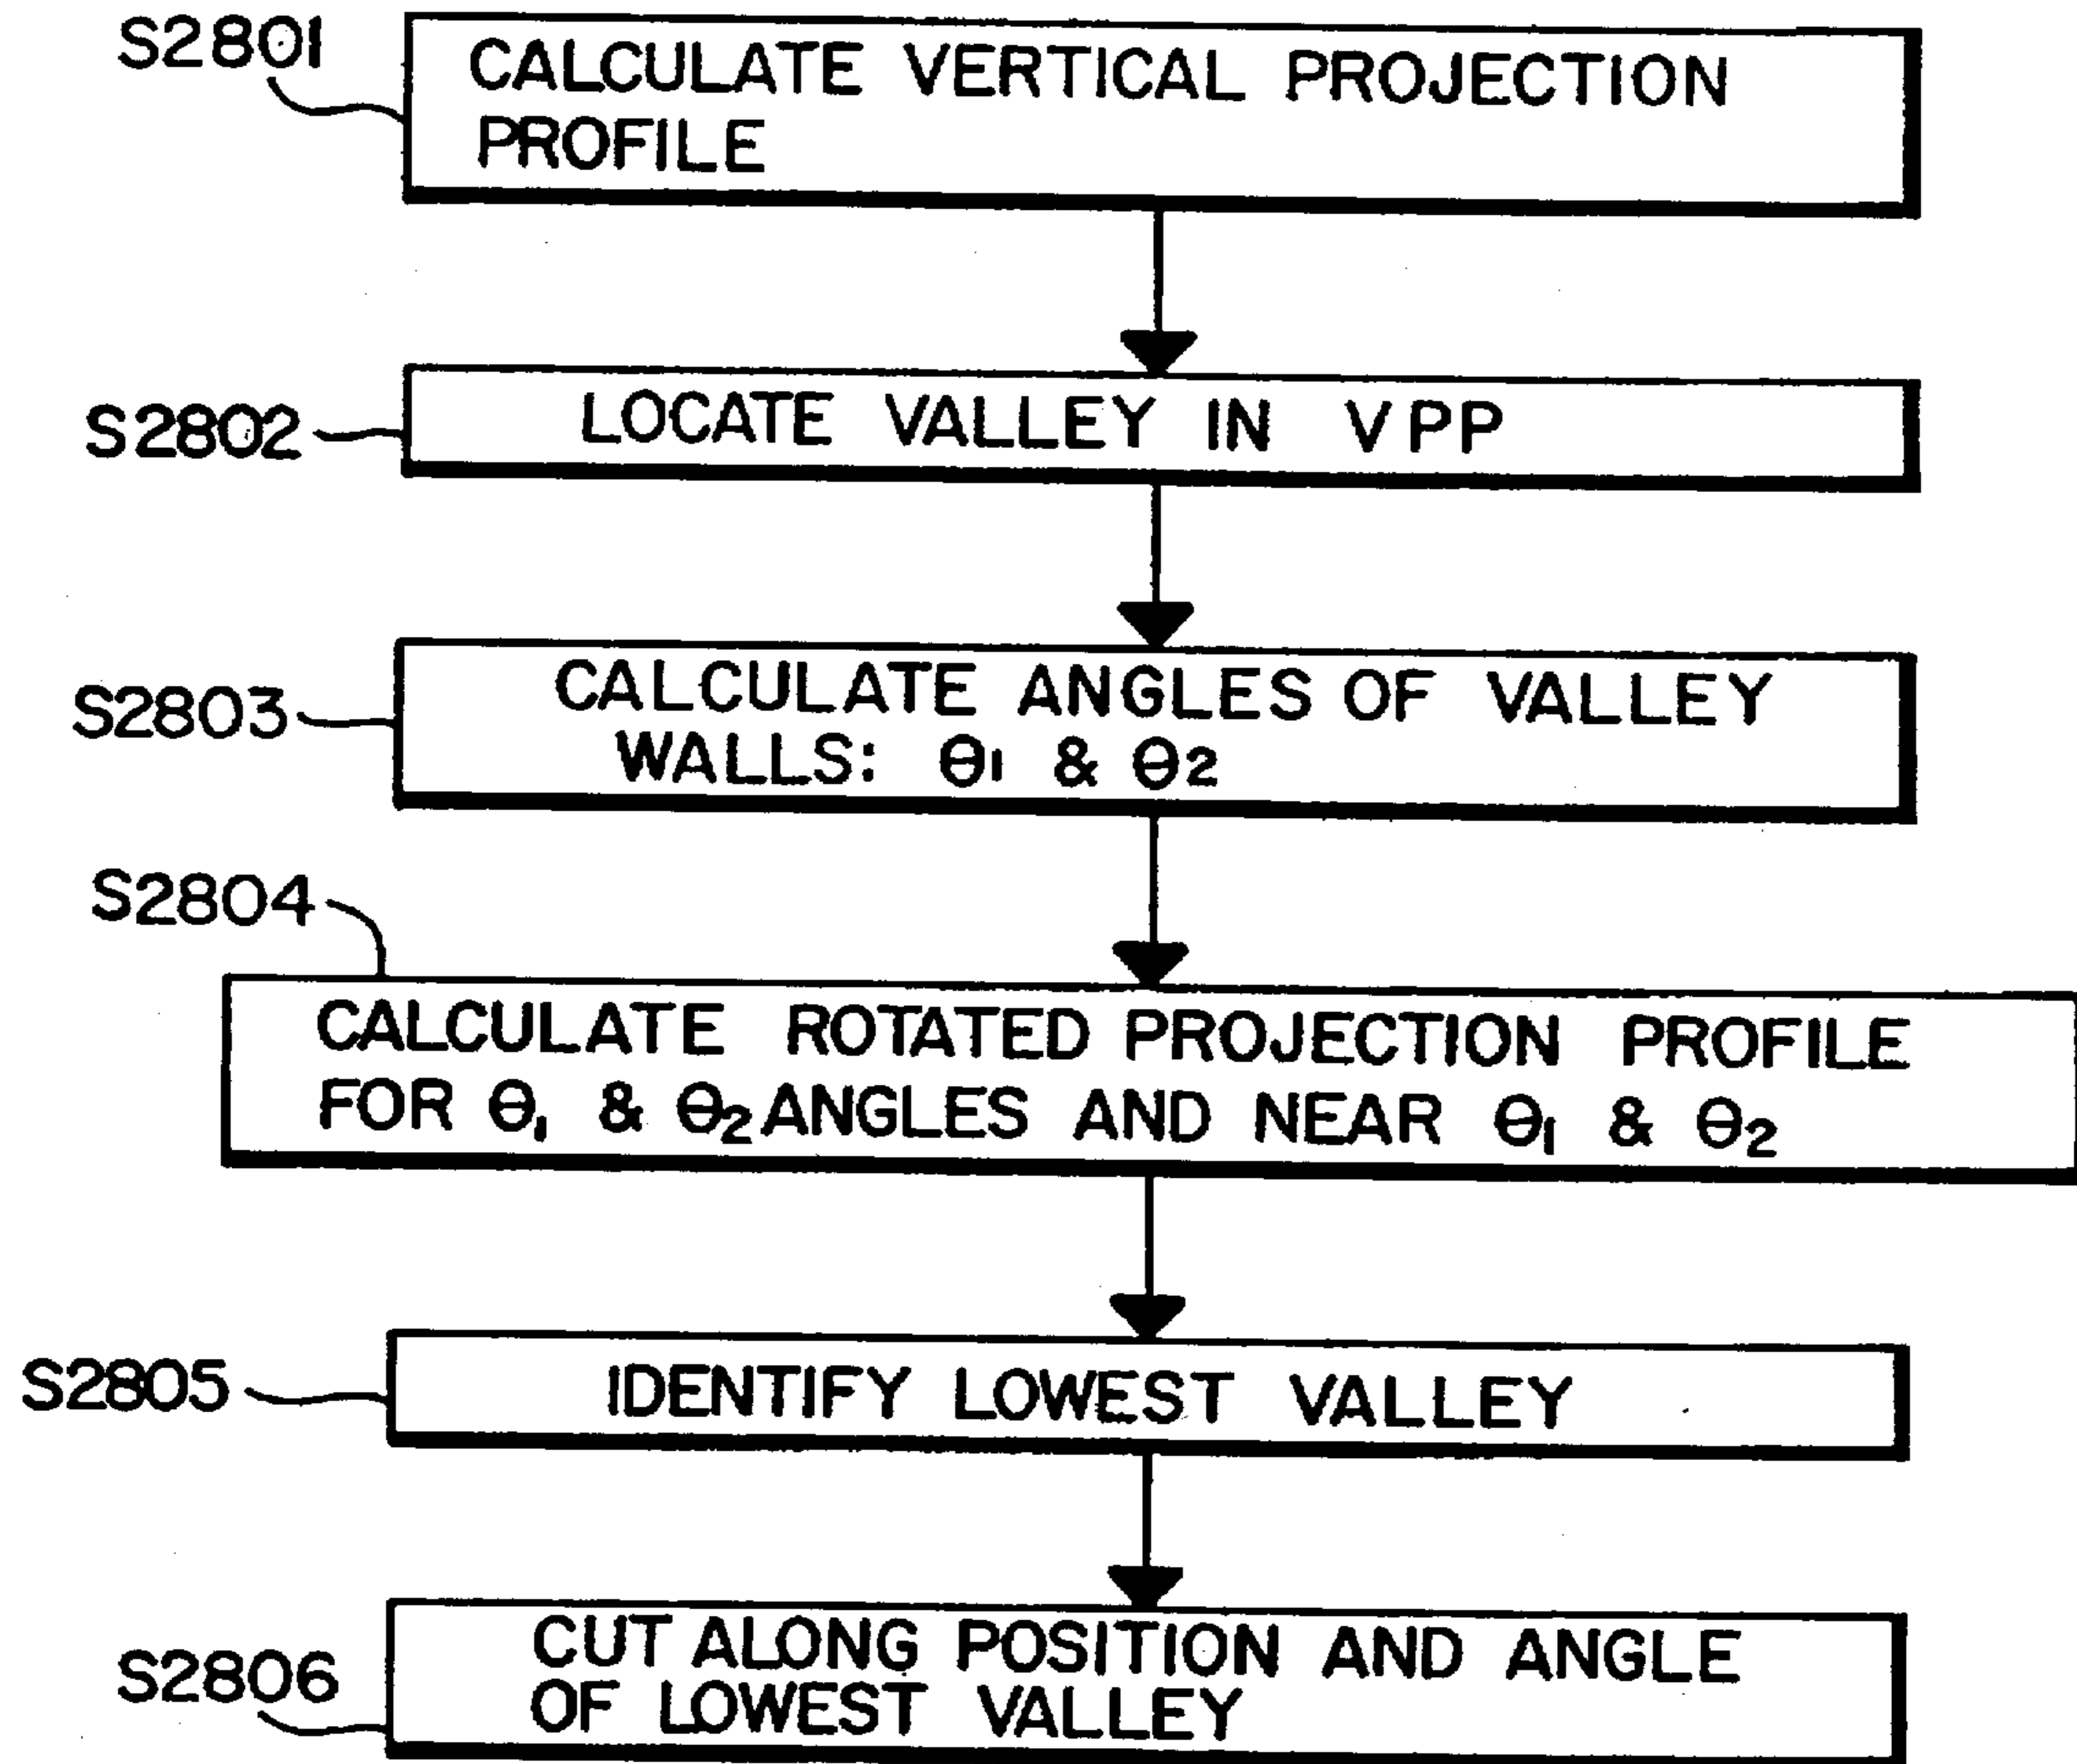 S2801
CALCULATE VERTICAL PROJECTION
PROFILE
S2802
LOCATE VALLEY IN VPP
S2803
CALCULATE ANGLES OF VALLEY
WALLS: θ1 & θ2
S2804
CALCULATE ROTATED PROJECTION PROFILE
FOR θ1 & θ2 ANGLES AND NEAR θ1 & θ2
S2805
IDENTIFY LOWEST VALLEY
S2806
CUT ALONG POSITION AND ANGLE
OF LOWEST VALLEY